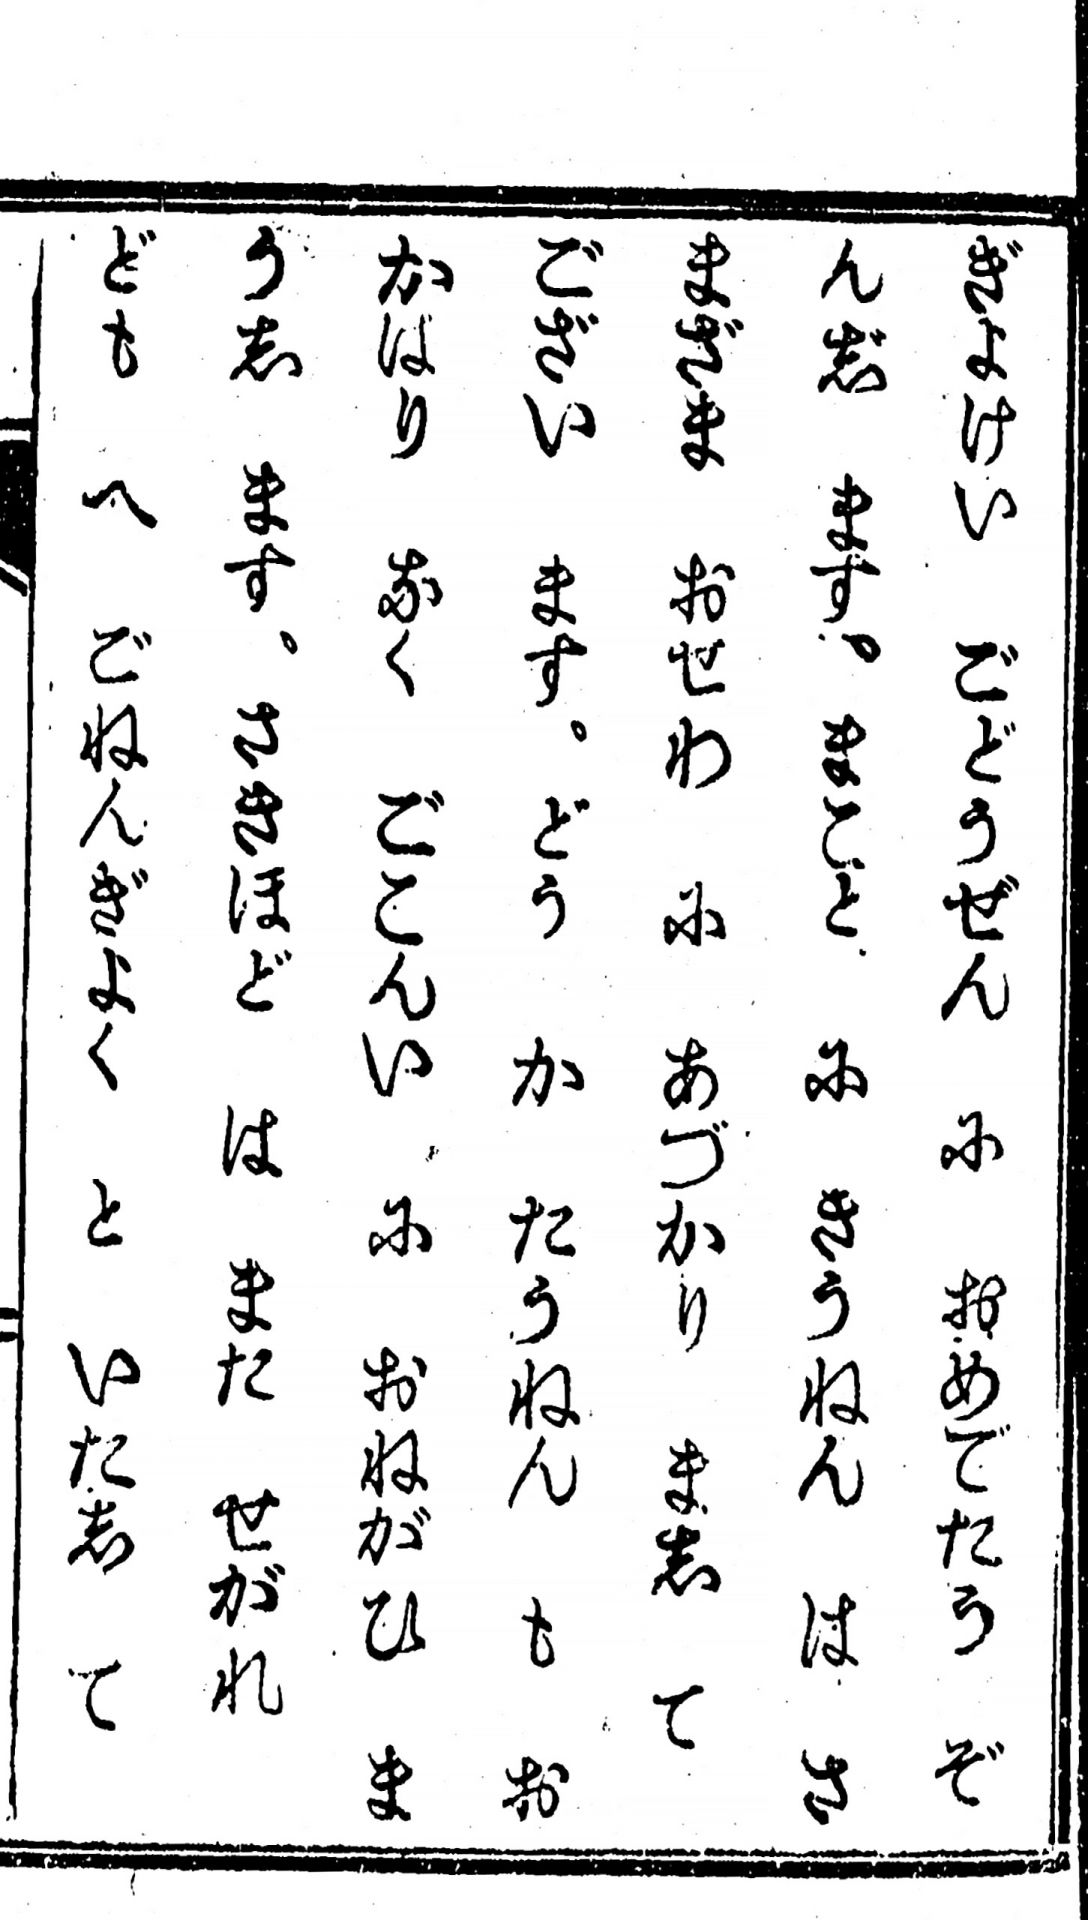 ぎよけい　ごどうぜん　に　おめでたう　ぞ
んじ　ます。まこと　に　きうねん　は　さ
まざま　おせわ　に　あづかり　まし　て
ござい　ます。どう　か　たうねん　も　お
かはり　なく　ごこんい　に　おねがひ　ま
うし　ます。さきほど　は　また　せがれ
ども　へ　ごねんぎよく　と　いたし　て